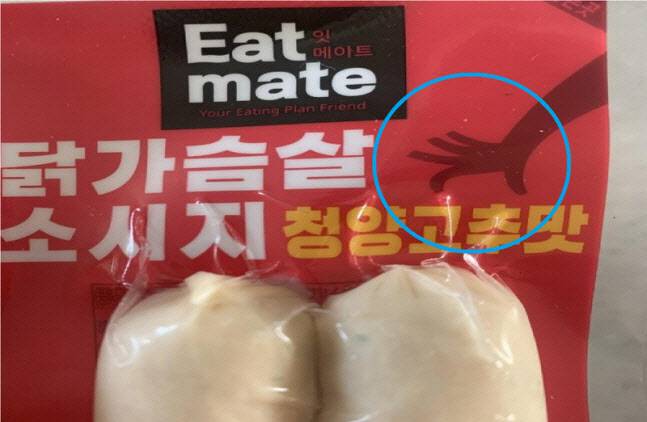 Eat 잇
mate 메이트
Your Eating Plan Friend
닭가슴살
소시지 청양고추맛